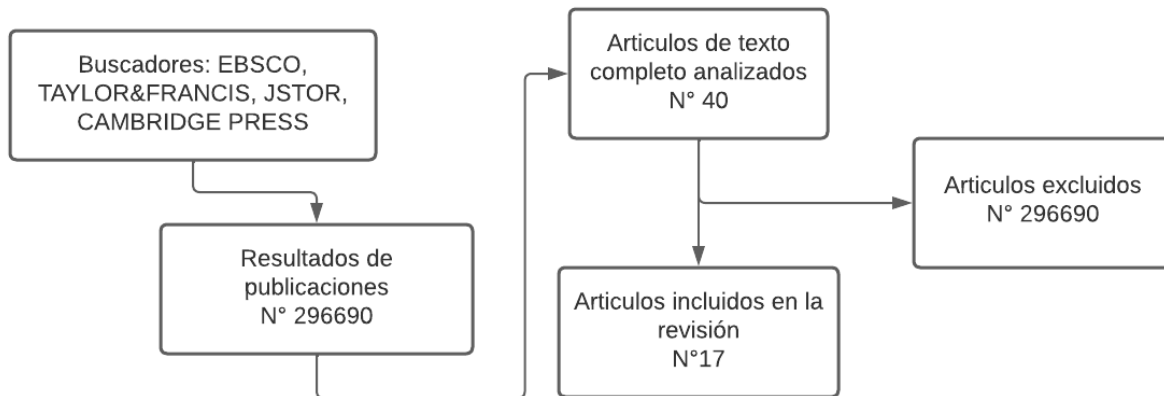 Buscadores: EBSCO,
TAYLOR&FRANCIS, JSTOR,
CAMBRIDGE PRESS
Resultados de
publicaciones
N° 296690
Articulos de texto
completo analizados
N° 40
Articulos excluidos
N° 296690
Articulos incluidos en la
revisión
N°17